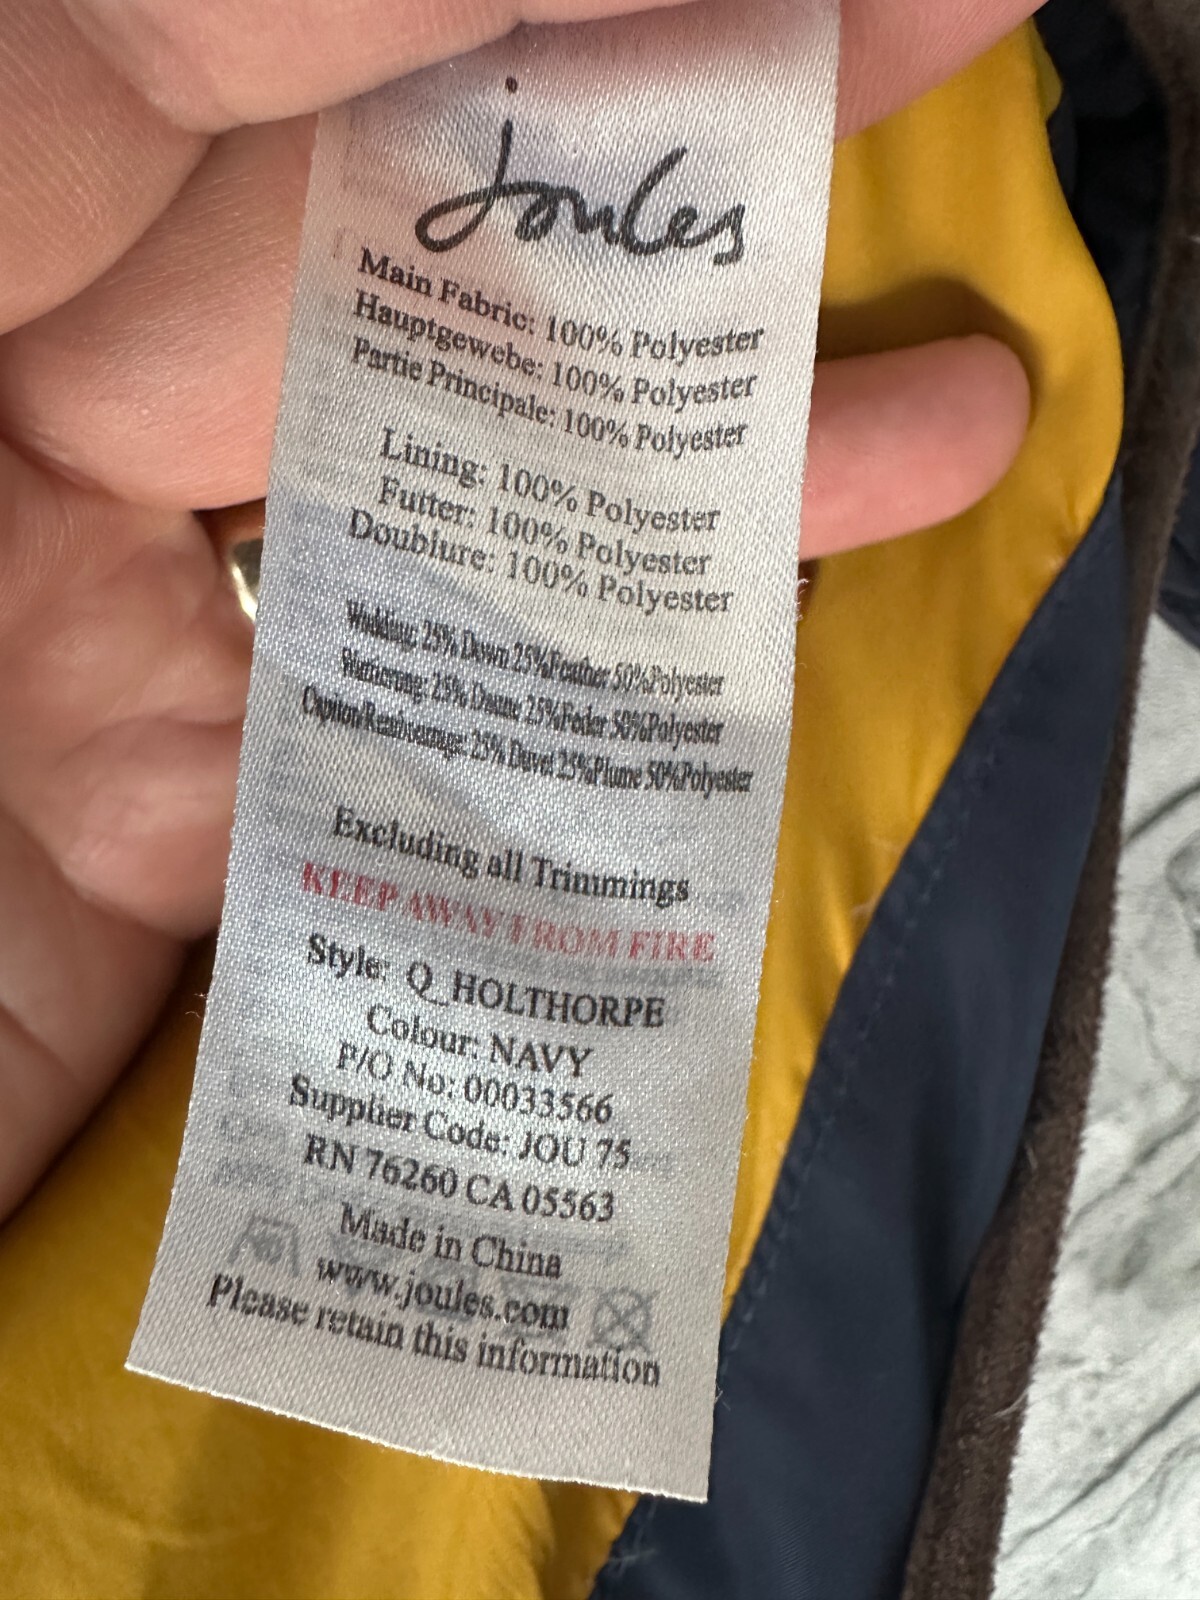 joules
Main Fabric: 100% Polyester
Hauptgewebe: 100% Polyester
Partie Principale: 100% Polyester
Lining: 100% Polyester
Futter: 100% Polyester
Doublure: 100% Polyester
Wadding: 25% Down 25%Feather 50%Polyester
Wattierung: 25% Daune 25%Feder 50%Polyester
25% Duvet 25%Plume 50%Polyester
Excluding all Trimmings
KEEP AWAY FROM FIRE
Style: Q_HOLTHORPE
Colour: NAVY
P/O No: 00033566
Supplier Code: JOU 75
RN 76260 CA 05563
Made in China
www.joules.com
Please retain this information